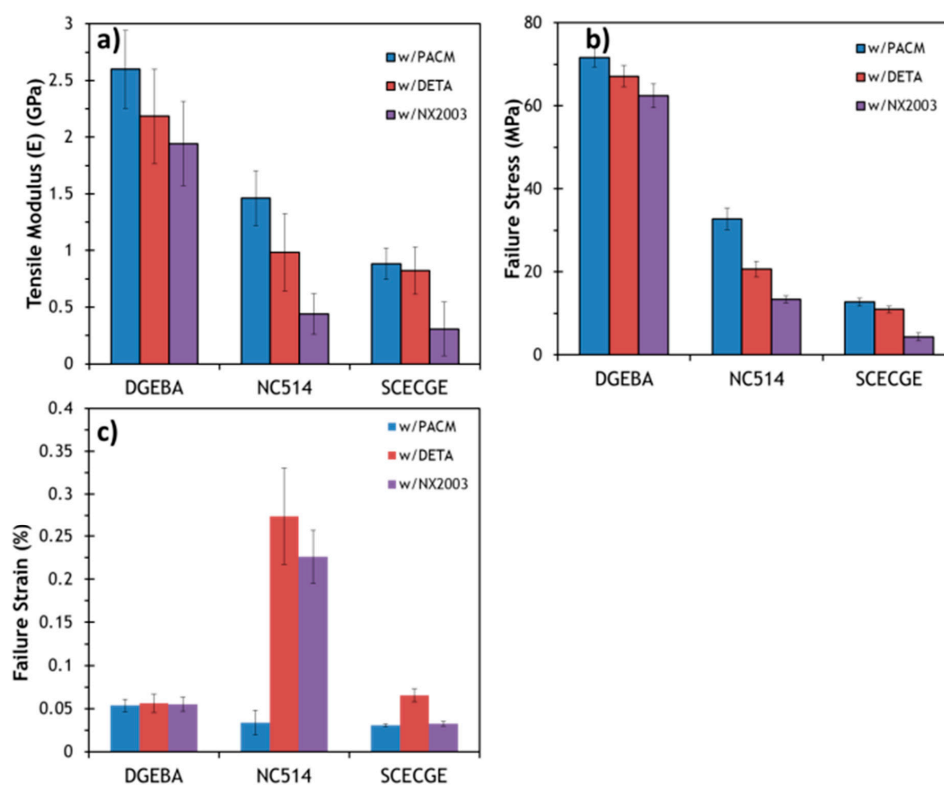 a)
Tensile Modulus (E) (GPa)
3
2.5
2
1.5
1
0.5
0
w/PACM
w/DETA
w/NX2003
DGEBA NC514 SCECGE
b)
Failure Stress (MPa)
80
60
40
20
0
w/PACM
w/DETA
w/NX2003
DGEBA NC514 SCECGE
c)
Failure Strain (%)
0.4
0.35
0.3
0.25
0.2
0.15
0.1
0.05
0
w/PACM
w/DETA
w/NX2003
DGEBA NC514 SCECGE